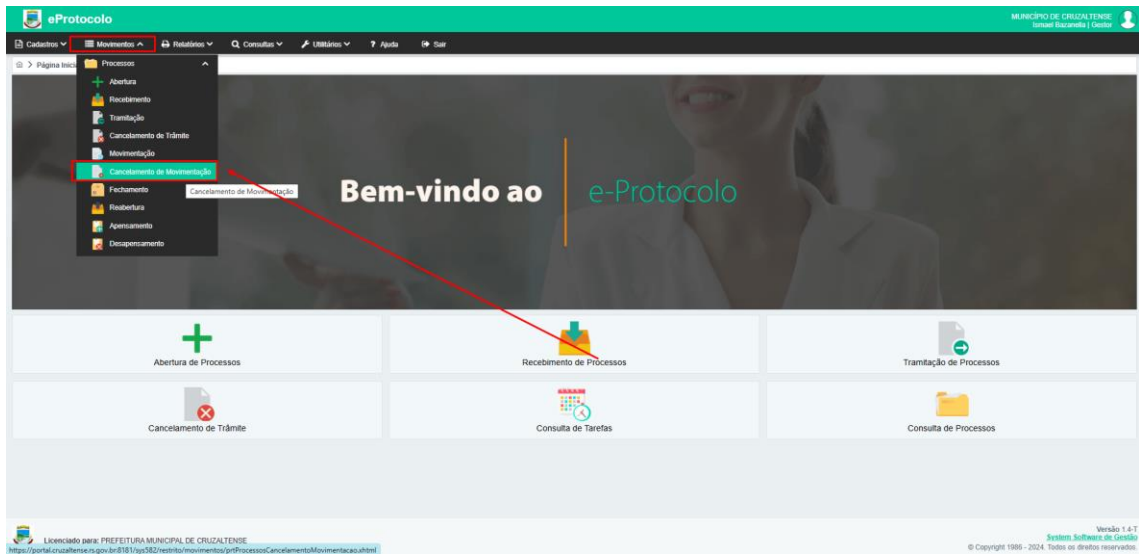 eProtocolo
MUNICÍPIO DE CRUZALTENSE
Ismael Bazanella | Gestor
Cadastros Movimentos Relatórios Consultas Utilitários ? Ajuda Sair
> Página Inici
Processos
Abertura
Recebimento
Tramitação
Cancelamento de Trâmite
Movimentação
Cancelamento de Movimentação
Fechamento
Cancelamento de Movimentação
Reabertura
Apensamento
Desapensamento
Bem-vindo ao e-Protocolo
Abertura de Processos Recebimento de Processos Tramitação de Processos
Cancelamento de Trâmite Consulta de Tarefas Consulta de Processos
Licenciado para: PREFEITURA MUNICIPAL DE CRUZALTENSE
https://portal.cruzaltense.rs.gov.br:8181/sys582/restrito/movimentos/prtProcessosCancelamentoMovimentacao.xhtml
Versão 1.4-T
System Software de Gestão
© Copyright 1986 - 2024. Todos os direitos reservados.